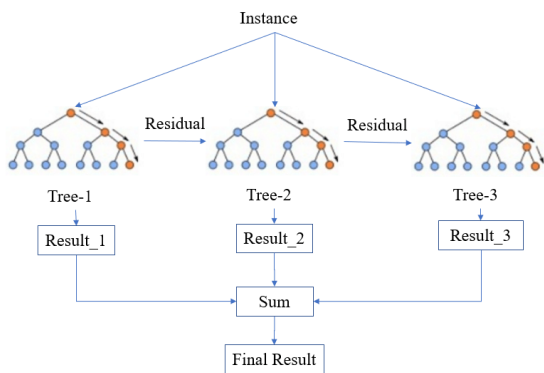 Instance
Residual
Residual
Tree-1
Tree-2
Tree-3
Result_1
Result_2
Result_3
Sum
Final Result